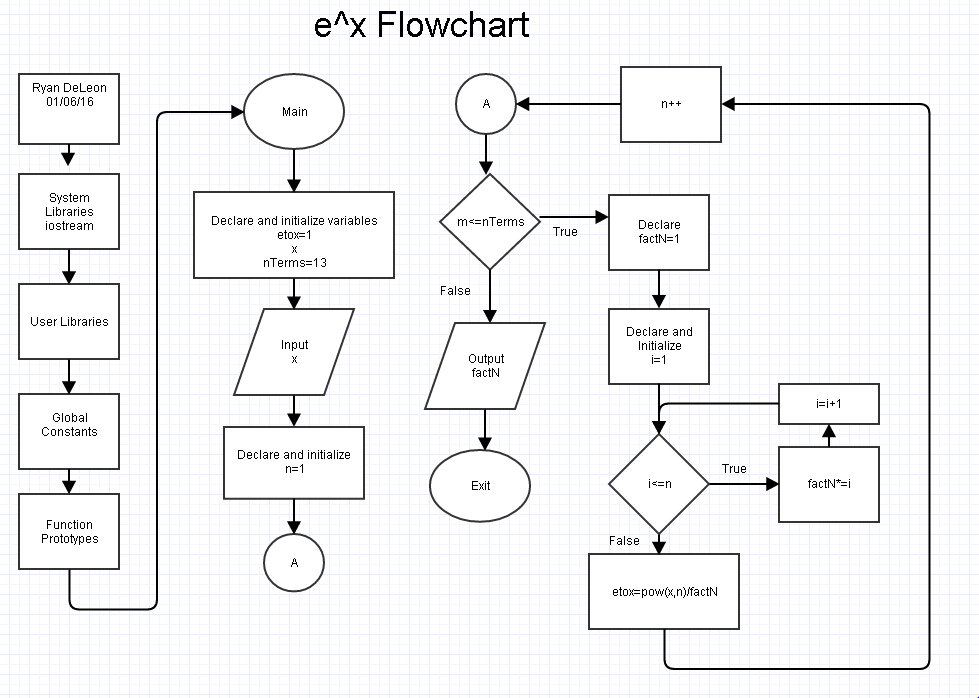 e^x Flowchart
Ryan DeLeon
01/06/16
System
Libraries
iostream
User Libraries
Global
Constants
Function
Prototypes
Main
Declare and initialize variables
etox=1
x
nTerms=13
Input
x
Declare and initialize
n=1
A
A
m<=nTerms
True
False
Output
factN
Exit
n++
Declare
factN=1
Declare and
Initialize
i=1
i=i+1
i<=n
True
factN*=i
False
etox=pow(x,n)/factN